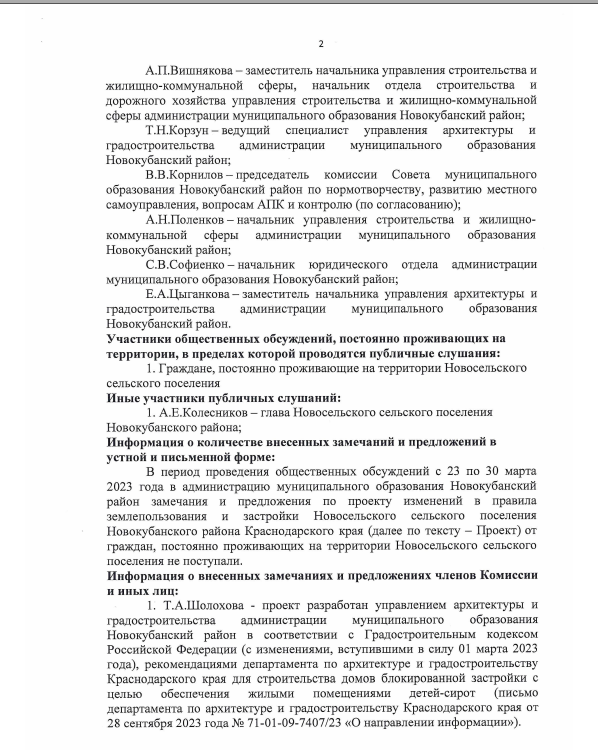 2
А.П.Вишнякова – заместитель начальника управления строительства и
жилищно-коммунальной сферы, начальник отдела строительства и
дорожного хозяйства управления строительства и жилищно-коммунальной
сферы администрации муниципального образования Новокубанский район;
Т.Н.Корзун – ведущий специалист управления архитектуры и
градостроительства администрации муниципального образования
Новокубанский район;
В.В.Корнилов – председатель комиссии Совета муниципального
образования Новокубанский район по нормотворчеству, развитию местного
самоуправления, вопросам АПК и контролю (по согласованию);
А.Н.Поленков – начальник управления строительства и жилищно-
коммунальной сферы администрации муниципального образования
Новокубанский район;
С.В.Софиенко – начальник юридического отдела администрации
муниципального образования Новокубанский район;
Е.А.Цыганкова – заместитель начальника управления архитектуры и
градостроительства администрации муниципального образования
Новокубанский район.
Участники общественных обсуждений, постоянно проживающих на
территории, в пределах которой проводятся публичные слушания:
1. Граждане, постоянно проживающие на территории Новосельского
сельского поселения
Иные участники публичных слушаний:
1. А.Е.Колесников – глава Новосельского сельского поселения
Новокубанского района;
Информация о количестве внесенных замечаний и предложений в
устной и письменной форме:
В период проведения общественных обсуждений с 23 по 30 марта
2023 года в администрацию муниципального образования Новокубанский
район замечания и предложения по проекту изменений в правила
землепользования и застройки Новосельского сельского поселения
Новокубанского района Краснодарского края (далее по тексту – Проект) от
граждан, постоянно проживающих на территории Новосельского сельского
поселения не поступали.
Информация о внесенных замечаниях и предложениях членов Комиссии
и иных лиц:
1. Т.А.Шолохова - проект разработан управлением архитектуры и
градостроительства администрации муниципального образования
Новокубанский район в соответствии с Градостроительным кодексом
Российской Федерации (с изменениями, вступившими в силу 01 марта 2023
года), рекомендациями департамента по архитектуре и градостроительству
Краснодарского края для строительства домов блокированной застройки с
целью обеспечения жилыми помещениями детей-сирот (письмо
департамента по архитектуре и градостроительству Краснодарского края от
28 сентября 2023 года № 71-01-09-7407/23 «О направлении информации»).